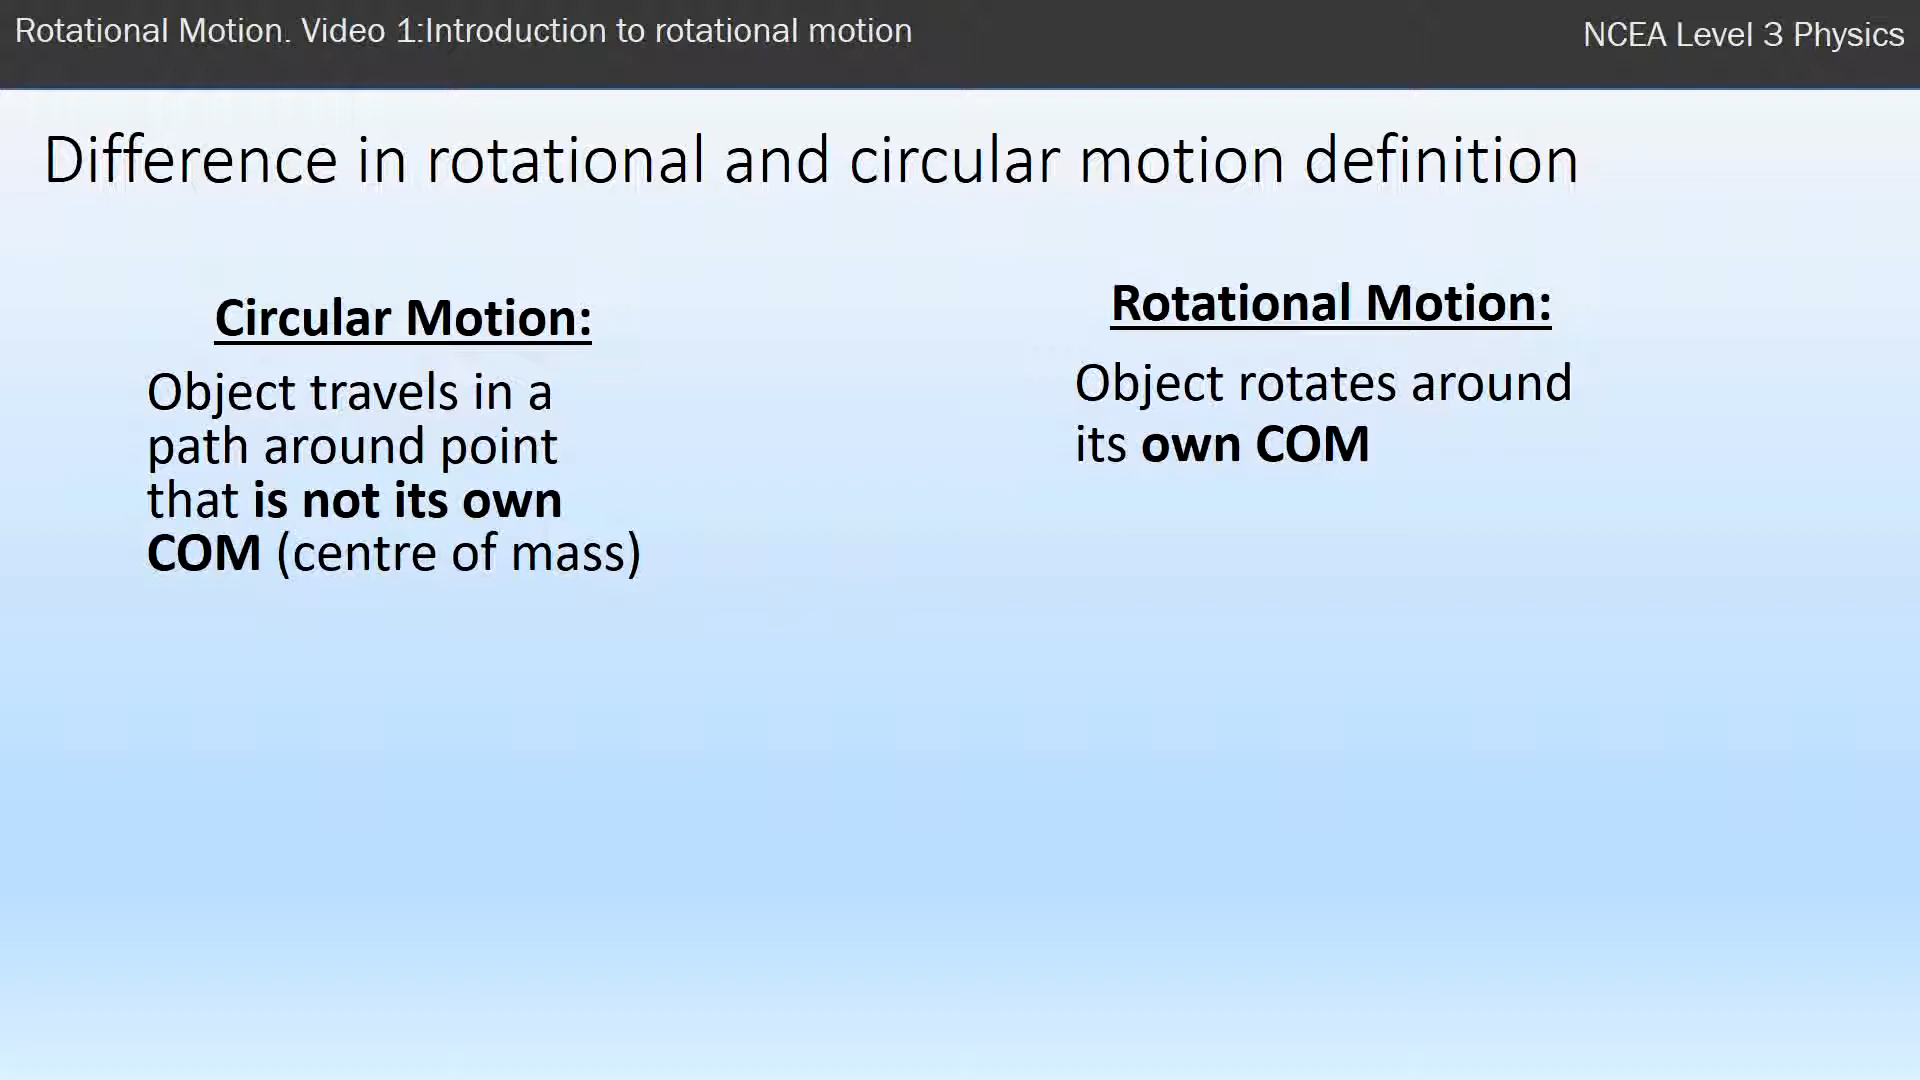 Rotational Motion. Video 1:Introduction to rotational motion
NCEA Level 3 Physics
Difference in rotational and circular motion definition
Circular Motion:
Object travels in a
path around point
that is not its own
COM (centre of mass)
Rotational Motion:
Object rotates around
its own COM